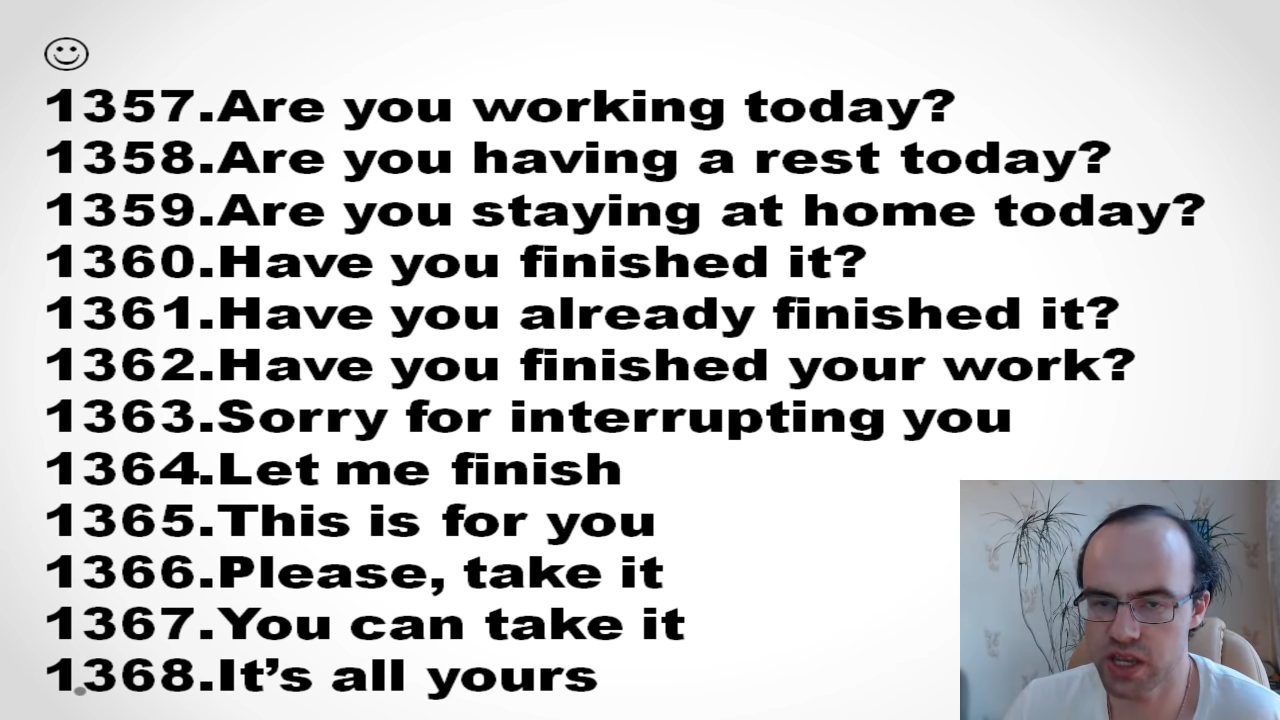 1357.Are you working today?
1358.Are you having a rest today?
1359.Are you staying at home today?
1360.Have you finished it?
1361.Have you already finished it?
1362.Have you finished your work?
1363.Sorry for interrupting you
1364.Let me finish
1365.This is for you
1366.Please, take it
1367.You can take it
1368.It’s all yours